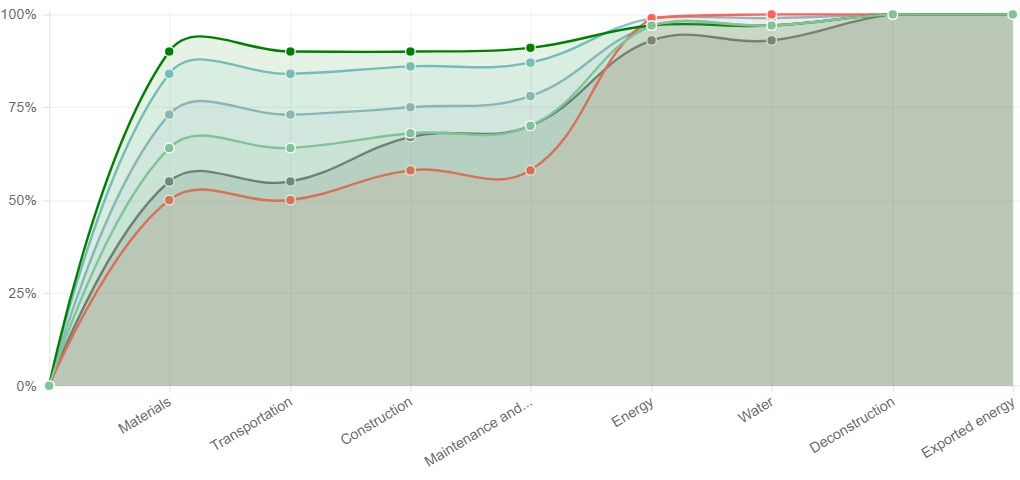 100%
75%
50%
25%
0%
Materials
Transportation
Construction
Maintenance and...
Energy
Water
Deconstruction
Exported energy